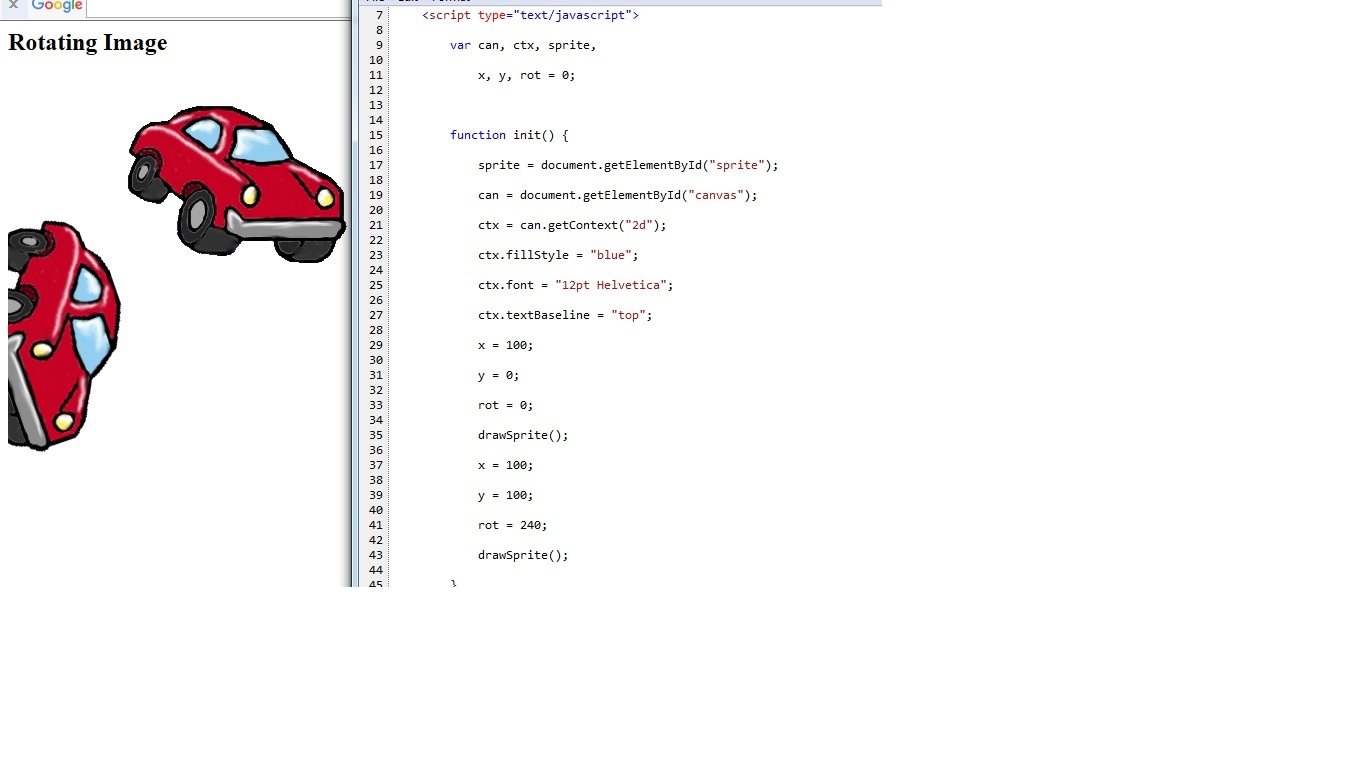 x Google
Rotating Image
7 <script type="text/javascript">
8
9 var can, ctx, sprite,
10
11 x, y, rot = 0;
12
13
14
15 function init() {
16
17 sprite = document.getElementById("sprite");
18
19 can = document.getElementById("canvas");
20
21 ctx = can.getContext("2d");
22
23 ctx.fillStyle = "blue";
24
25 ctx.font = "12pt Helvetica";
26
27 ctx.textBaseline = "top";
28
29 x = 100;
30
31 y = 0;
32
33 rot = 0;
34
35 drawSprite();
36
37 x = 100;
38
39 y = 100;
40
41 rot = 240;
42
43 drawSprite();
44
45 }